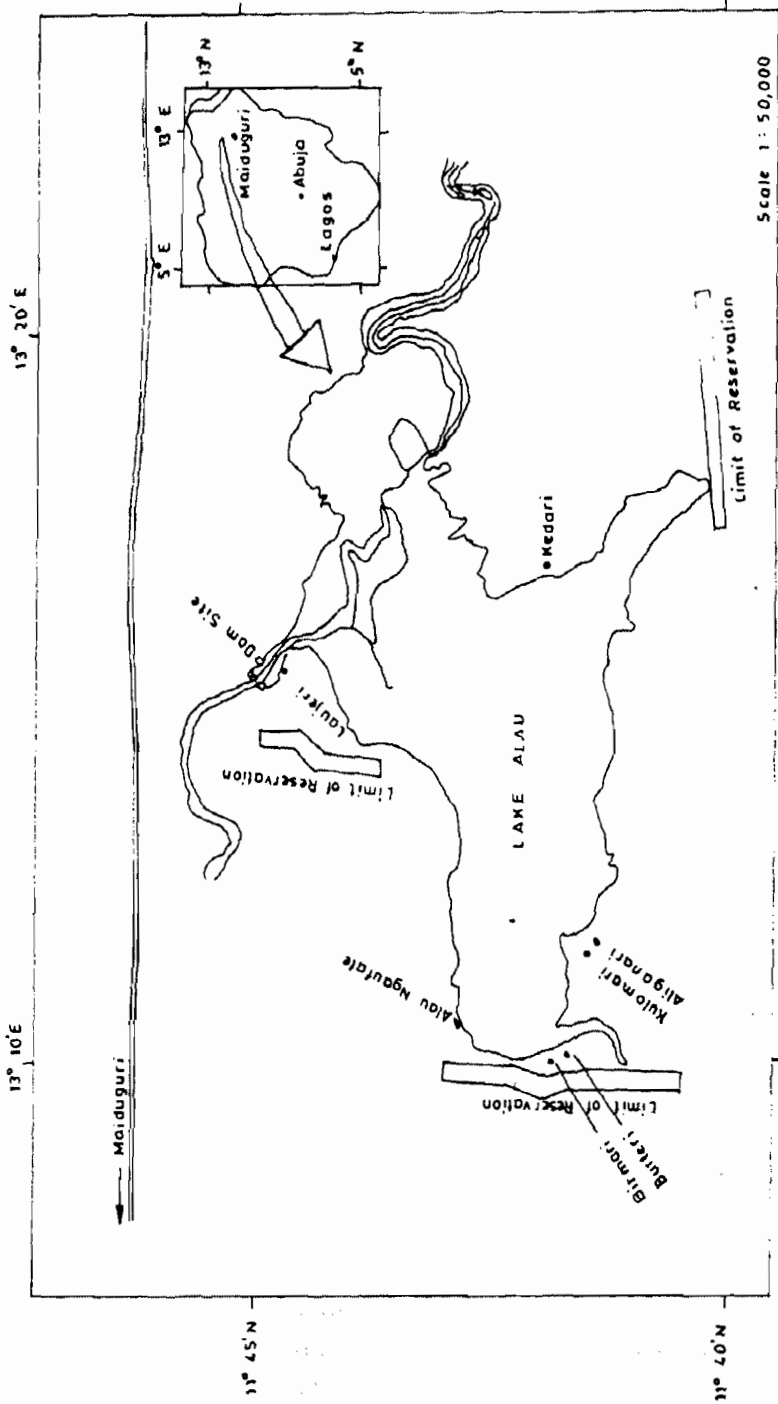 13° 10'E
13° 20' E
11° 45' N
11° 40' N
Maiduguri
5° E
13° E
13° N
5° N
Maiduguri
Abuja
Lagos
Dam Site
Laujeri
Limit of Reservation
Alau Ngaufate
LAKE ALAU
Kedari
Limit of Reservation
Birmari
Burteri
Limit of Reservation
Kulomari
Aliganari
Scale 1 : 50,000